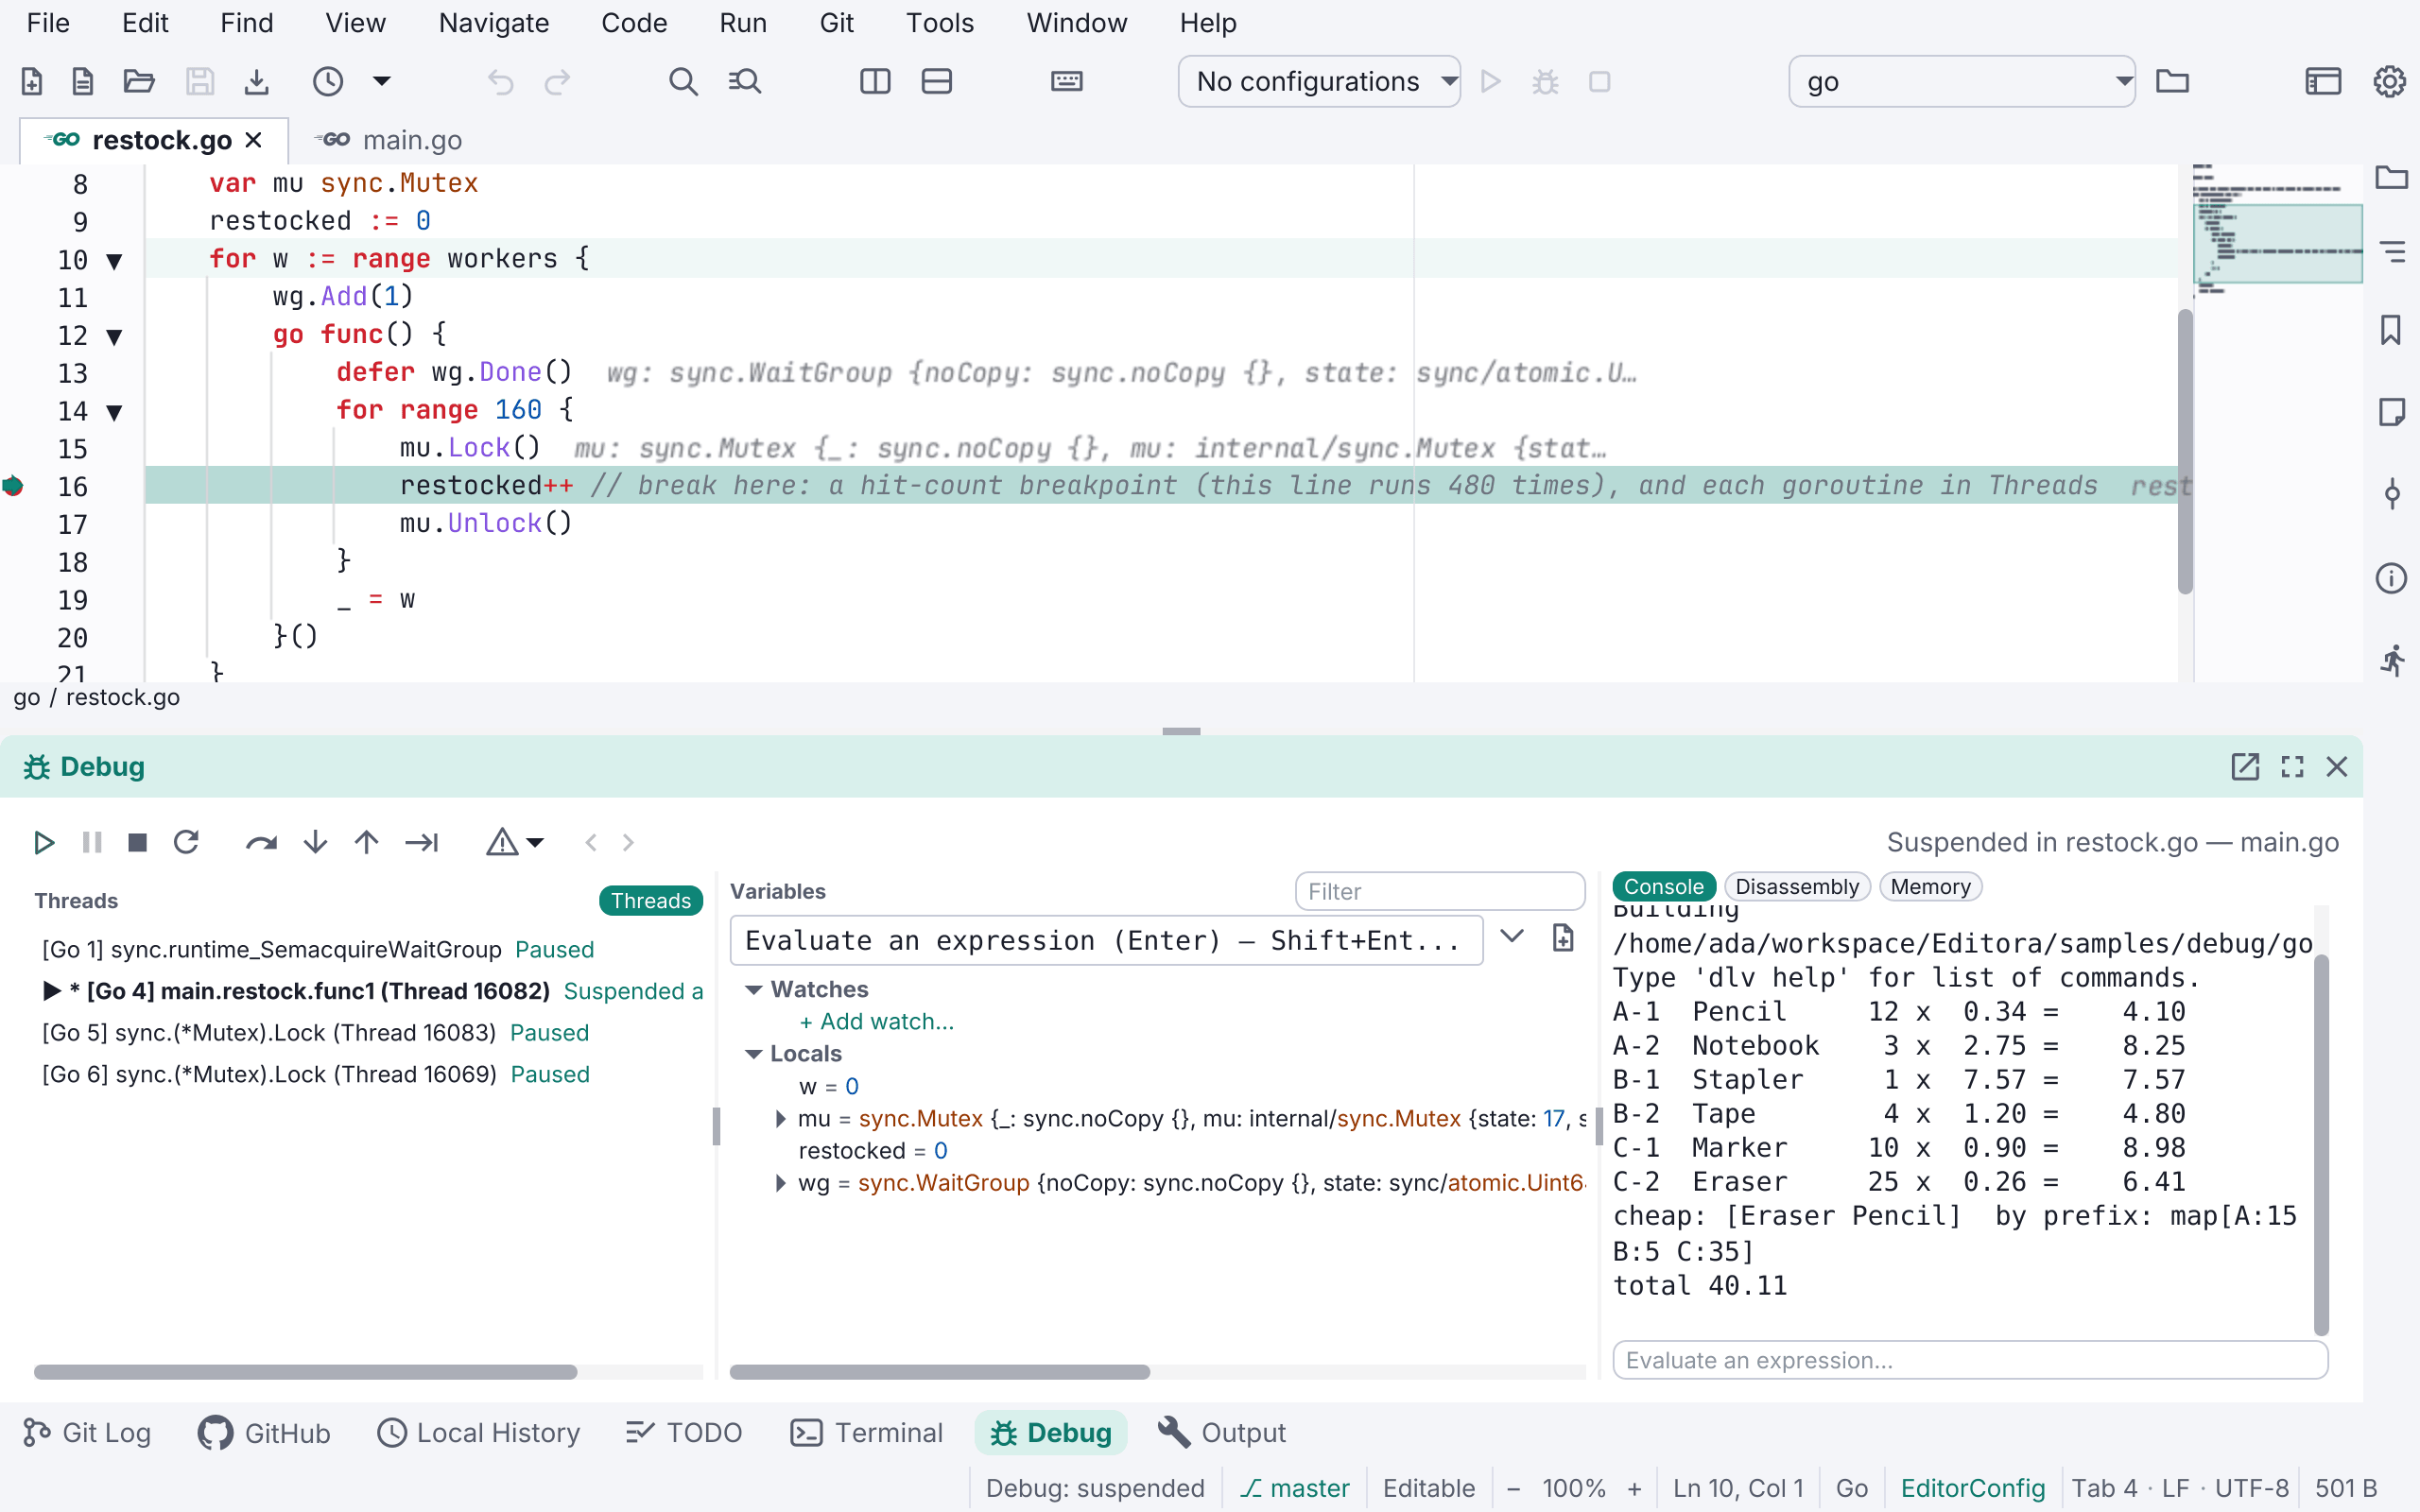 File Edit Find View Navigate Code Run Git Tools Window Help
No configurations go
restock.go main.go
8 var mu sync.Mutex
9 restocked := 0
10 for w := range workers {
11 wg.Add(1)
12 go func() {
13 defer wg.Done() wg: sync.WaitGroup {noCopy: sync.noCopy {}, state: sync/atomic.U…
14 for range 160 {
15 mu.Lock() mu: sync.Mutex {_: sync.noCopy {}, mu: internal/sync.Mutex {stat…
16 restocked++ // break here: a hit-count breakpoint (this line runs 480 times), and each goroutine in Threads rest
17 mu.Unlock()
18 }
19 _ = w
20 }()
21 }
go / restock.go
Debug
Suspended in restock.go — main.go
Threads Threads
[Go 1] sync.runtime_SemacquireWaitGroup Paused
* [Go 4] main.restock.func1 (Thread 16082) Suspended a
[Go 5] sync.(*Mutex).Lock (Thread 16083) Paused
[Go 6] sync.(*Mutex).Lock (Thread 16069) Paused
Variables Filter
Evaluate an expression (Enter) – Shift+Ent...
Watches
+ Add watch...
Locals
w = 0
mu = sync.Mutex {_: sync.noCopy {}, mu: internal/sync.Mutex {state: 17, s
restocked = 0
wg = sync.WaitGroup {noCopy: sync.noCopy {}, state: sync/atomic.Uint6
Console Disassembly Memory
Building
/home/ada/workspace/Editora/samples/debug/go
Type 'dlv help' for list of commands.
A-1 Pencil 12 x 0.34 = 4.10
A-2 Notebook 3 x 2.75 = 8.25
B-1 Stapler 1 x 7.57 = 7.57
B-2 Tape 4 x 1.20 = 4.80
C-1 Marker 10 x 0.90 = 8.98
C-2 Eraser 25 x 0.26 = 6.41
cheap: [Eraser Pencil] by prefix: map[A:15
B:5 C:35]
total 40.11
Evaluate an expression...
Git Log GitHub Local History TODO Terminal Debug Output
Debug: suspended master Editable − 100% + Ln 10, Col 1 Go EditorConfig Tab 4 · LF · UTF-8 501 B